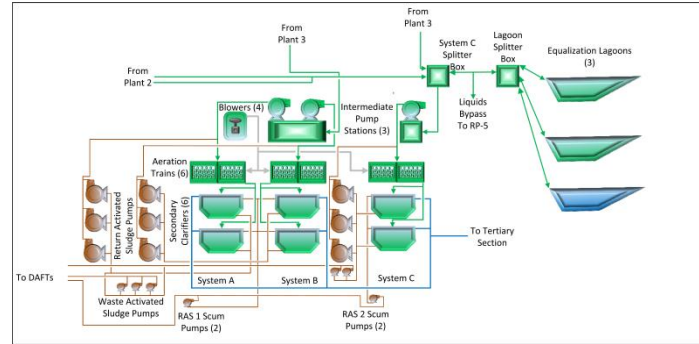 From
Plant 3
From
Plant 3
System C
Splitter
Box
Lagoon
Splitter
Box
Equalization Lagoons
(3)
From
Plant 2
Blowers (4)
Intermediate
Pump
Stations (3)
Liquids
Bypass
To RP-5
Aeration
Trains (6)
Return Activated
Sludge Pumps
Secondary
Clarifiers (6)
To Tertiary
Section
To DAFTs
System A
System B
System C
Waste Activated
Sludge Pumps
RAS 1 Scum
Pumps (2)
RAS 2 Scum
Pumps (2)